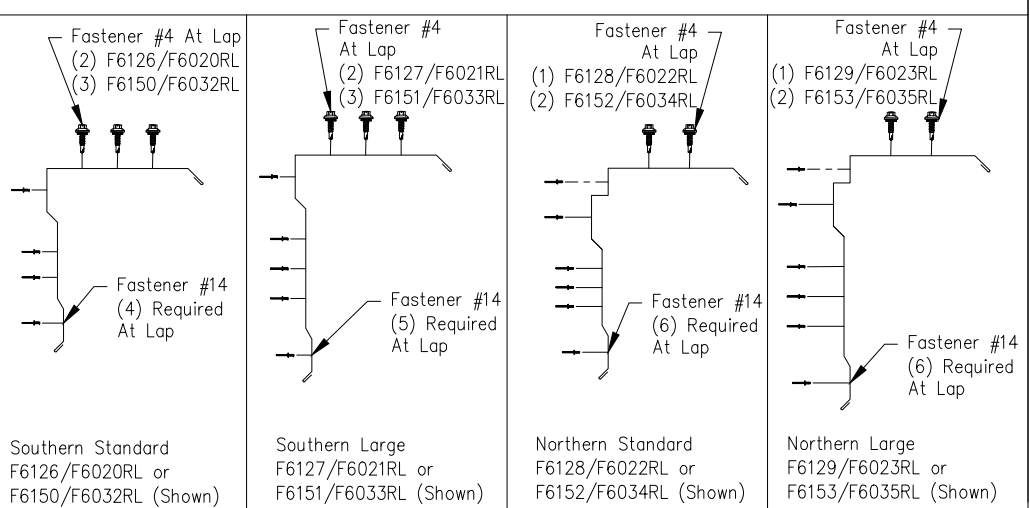 Fastener #4 At Lap
(2) F6126/F6020RL
(3) F6150/F6032RL
Fastener #14
(4) Required
At Lap
Southern Standard
F6126/F6020RL or
F6150/F6032RL (Shown)
Fastener #4
At Lap
(2) F6127/F6021RL
(3) F6151/F6033RL
Fastener #14
(5) Required
At Lap
Southern Large
F6127/F6021RL or
F6151/F6033RL (Shown)
Fastener #4
At Lap
(1) F6128/F6022RL
(2) F6152/F6034RL
Fastener #14
(6) Required
At Lap
Northern Standard
F6128/F6022RL or
F6152/F6034RL (Shown)
Fastener #4
At Lap
(1) F6129/F6023RL
(2) F6153/F6035RL
Fastener #14
(6) Required
At Lap
Northern Large
F6129/F6023RL or
F6153/F6035RL (Shown)